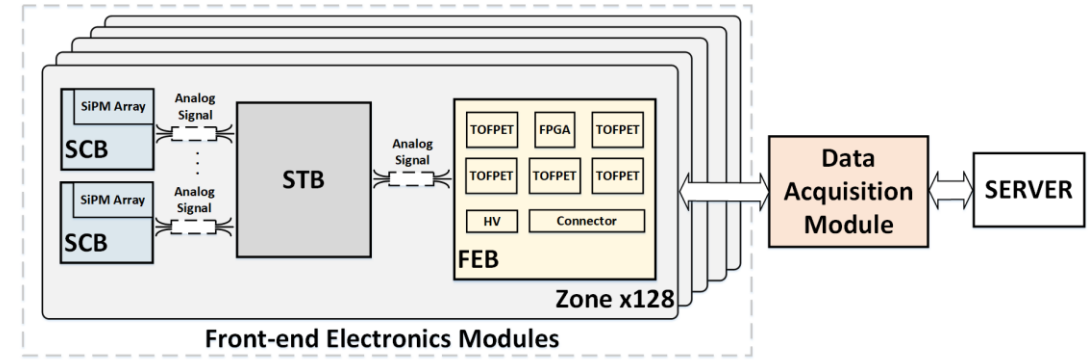 SiPM Array
SCB
Analog
Signal
SiPM Array
SCB
Analog
Signal
STB
Analog
Signal
TOFPET
FPGA
TOFPET
TOFPET
TOFPET
TOFPET
HV
Connector
FEB
Zone x128
Front-end Electronics Modules
Data
Acquisition
Module
SERVER